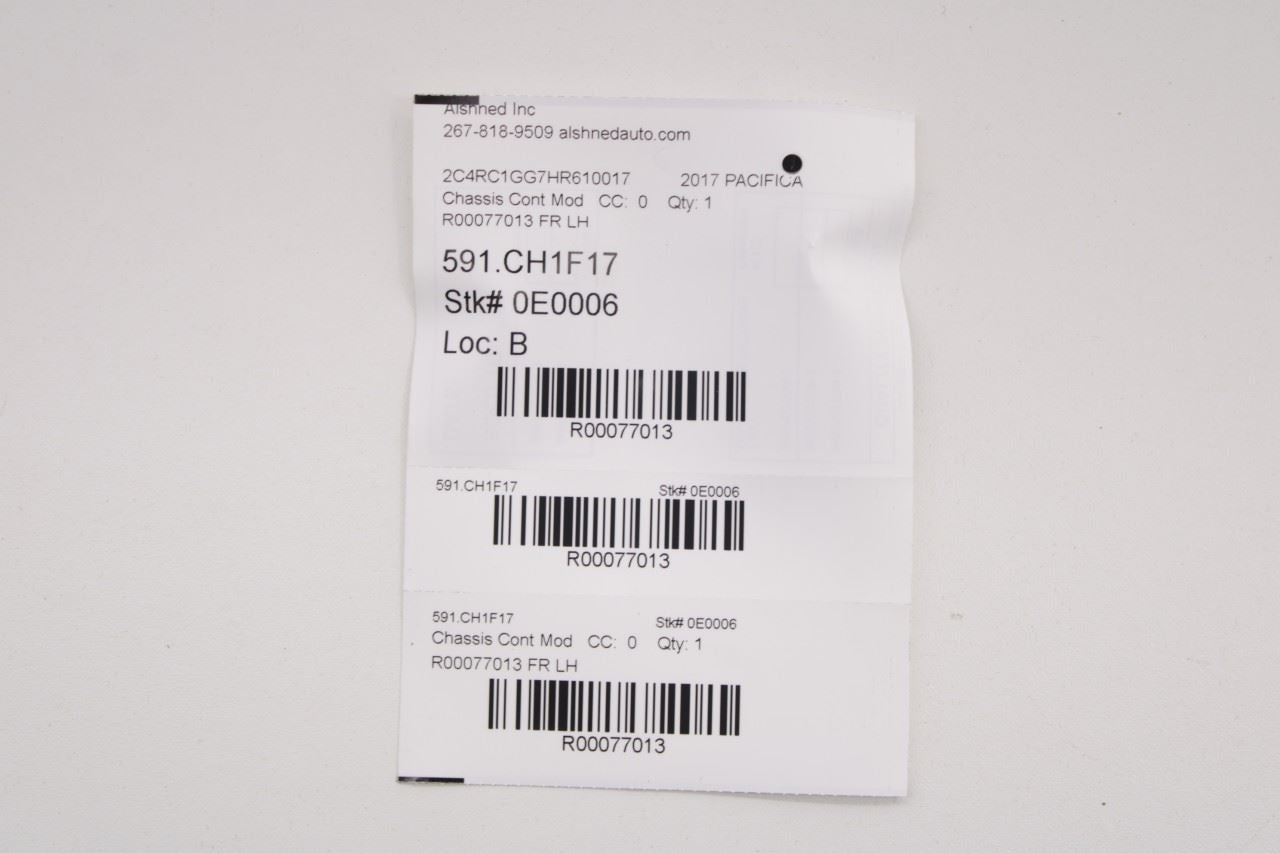 Alshned Inc
267-818-9509 alshnedauto.com
2C4RC1GG7HR610017 2017 PACIFICA
Chassis Cont Mod CC: 0 Qty: 1
R00077013 FR LH
591.CH1F17
Stk# 0E0006
Loc: B
R00077013
591.CH1F17 Stk# 0E0006
R00077013
591.CH1F17 Stk# 0E0006
Chassis Cont Mod CC: 0 Qty: 1
R00077013 FR LH
R00077013